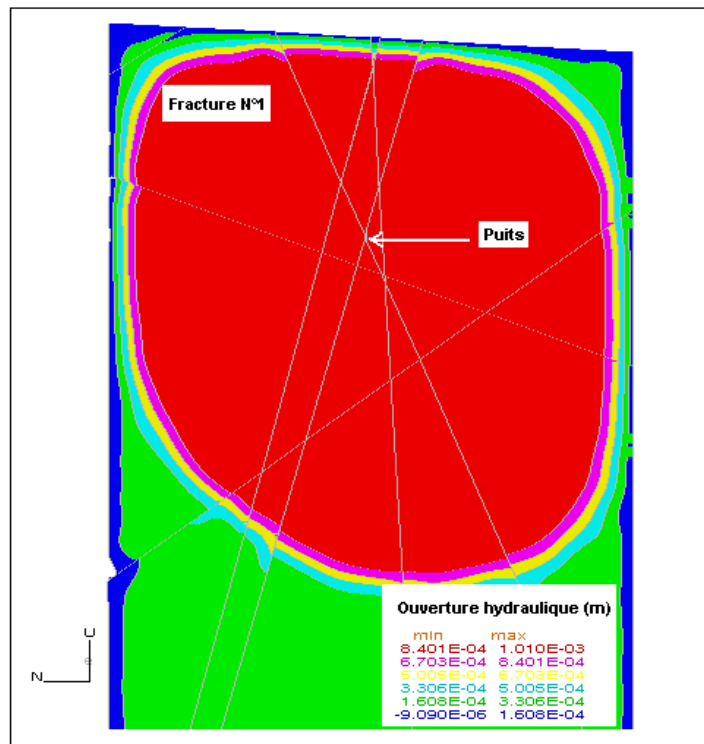 Fracture N°1
Puits
Ouverture hydraulique (m)
min max
8.401E-04 1.010E-03
6.703E-04 8.401E-04
5.005E-04 6.703E-04
3.306E-04 5.005E-04
1.608E-04 3.306E-04
-9.090E-06 1.608E-04